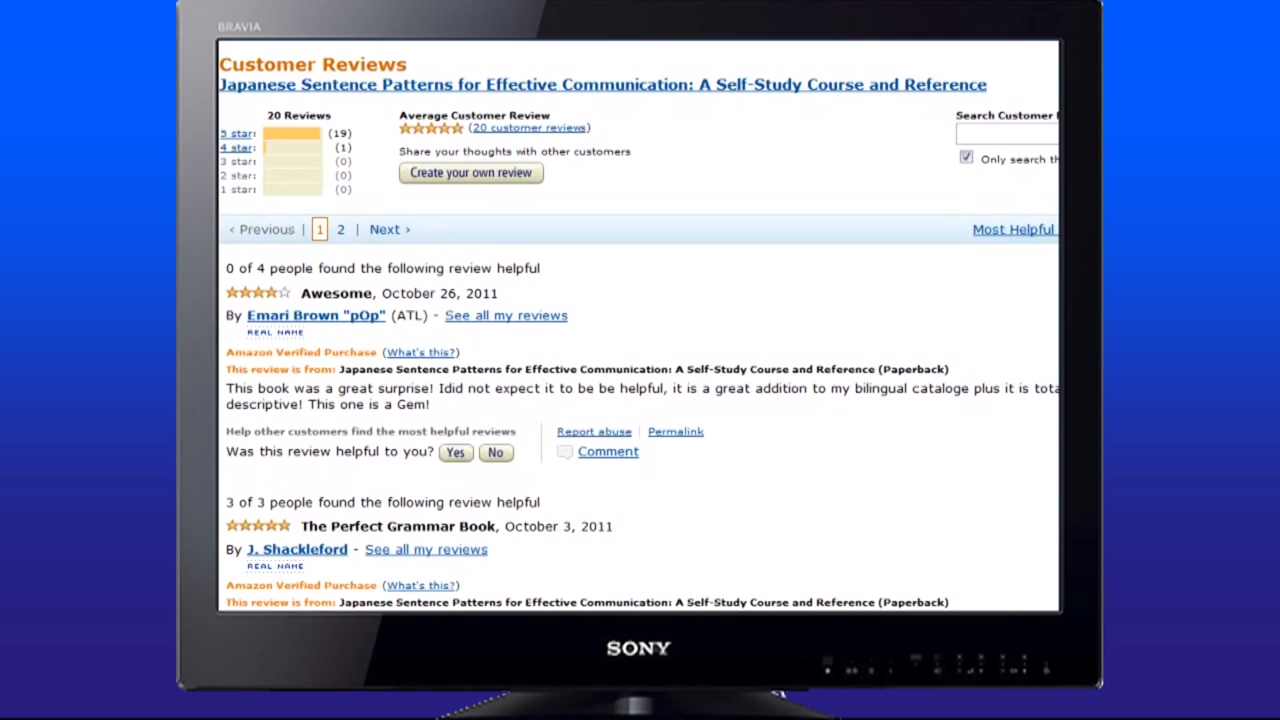 BRAVIA
Customer Reviews
Japanese Sentence Patterns for Effective Communication: A Self-Study Course and Reference
20 Reviews
5 star: (19)
4 star: (1)
3 star: (0)
2 star: (0)
1 star: (0)
Average Customer Review
(20 customer reviews)
Share your thoughts with other customers
Create your own review
Search Customer
Only search
‹ Previous | 1 2 | Next ›
Most Helpful
0 of 4 people found the following review helpful
Awesome, October 26, 2011
By Emari Brown "pOp" (ATL) - See all my reviews
REAL NAME
Amazon Verified Purchase (What's this?)
This review is from: Japanese Sentence Patterns for Effective Communication: A Self-Study Course and Reference (Paperback)
This book was a great surprise! Idid not expect it to be be helpful, it is a great addition to my bilingual cataloge plus it is
descriptive! This one is a Gem!
Help other customers find the most helpful reviews
Was this review helpful to you? Yes No
Report abuse | Permalink
Comment
3 of 3 people found the following review helpful
The Perfect Grammar Book, October 3, 2011
By J. Shackleford - See all my reviews
REAL NAME
Amazon Verified Purchase (What's this?)
This review is from: Japanese Sentence Patterns for Effective Communication: A Self-Study Course and Reference (Paperback)
SONY